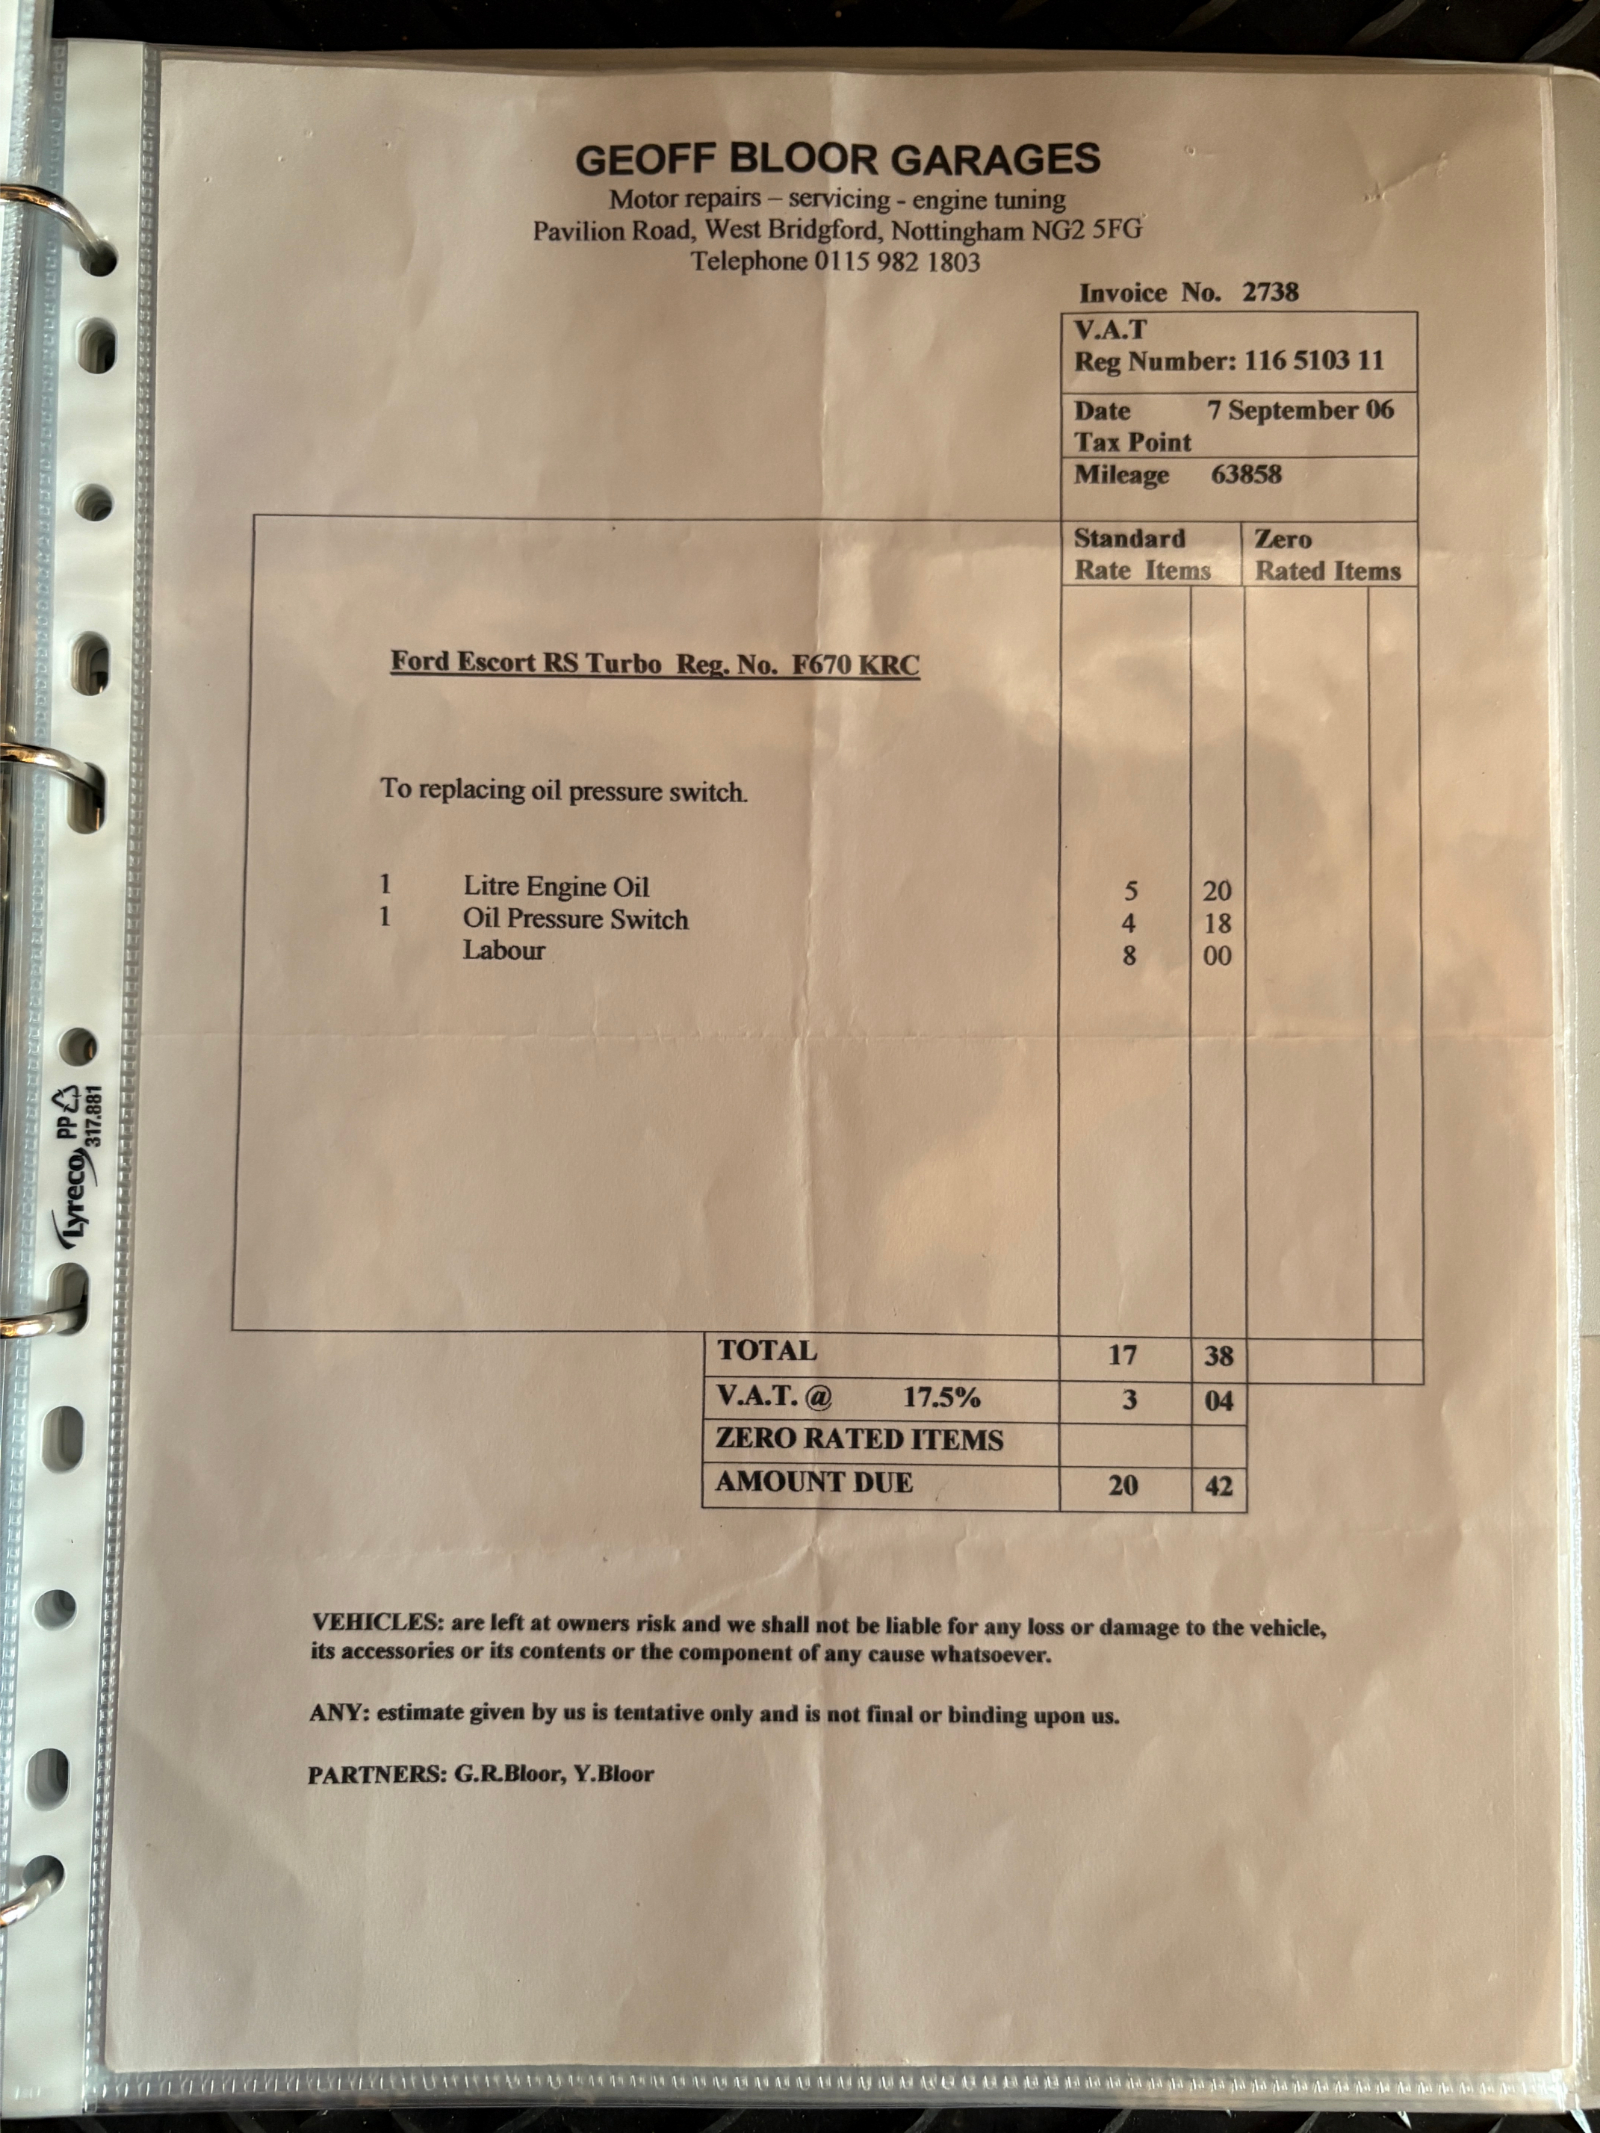 GEOFF BLOOR GARAGES
Motor repairs – servicing - engine tuning
Pavilion Road, West Bridgford, Nottingham NG2 5FG
Telephone 0115 982 1803
Invoice No. 2738
V.A.T
Reg Number: 116 5103 11
Date 7 September 06
Tax Point
Mileage 63858
Standard Zero
Rate Items Rated Items
Ford Escort RS Turbo Reg. No. F670 KRC
To replacing oil pressure switch.
1 Litre Engine Oil 5 20
1 Oil Pressure Switch 4 18
Labour 8 00
TOTAL 17 38
V.A.T. @ 17.5% 3 04
ZERO RATED ITEMS
AMOUNT DUE 20 42
VEHICLES: are left at owners risk and we shall not be liable for any loss or damage to the vehicle,
its accessories or its contents or the component of any cause whatsoever.
ANY: estimate given by us is tentative only and is not final or binding upon us.
PARTNERS: G.R.Bloor, Y.Bloor
Lyreco PP
317.881